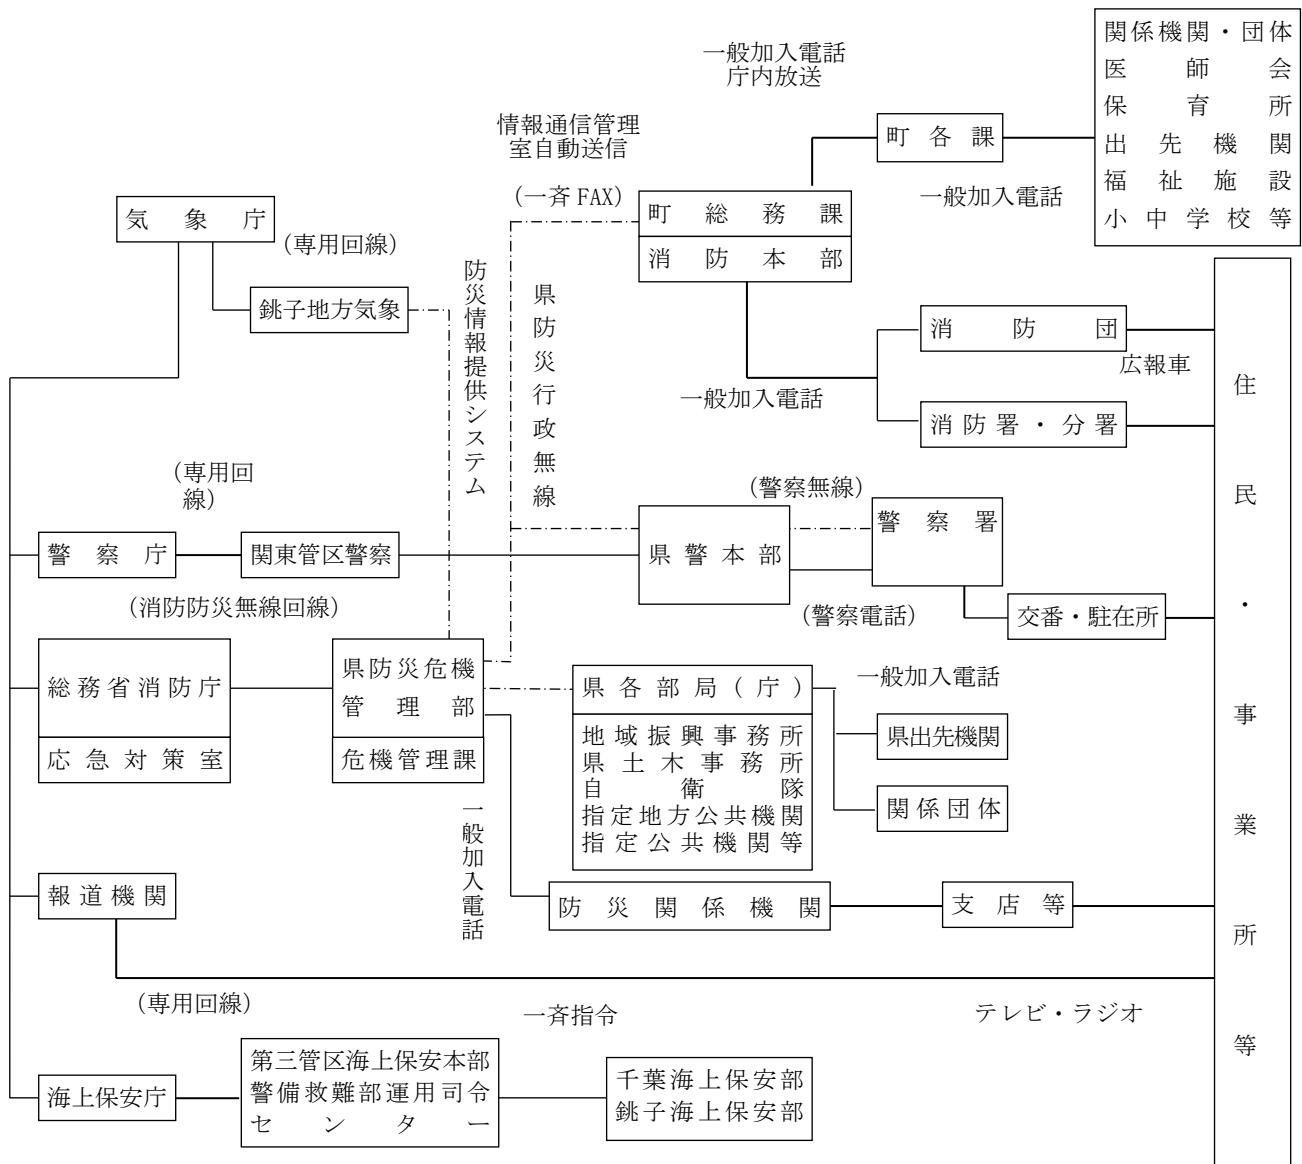 関係機関・団体
医師会
保育所
出先機関
福祉施設
小中学校等
一般加入電話
庁内放送
町各課
一般加入電話
情報通信管理
室自動送信
(一斉 FAX)
町総務課
消防本部
気象庁
(専用回線)
銚子地方気象
防災情報提供システム
県防災行政無線
消防団
広報車
一般加入電話
消防署・分署
住民・事業所等
(専用回
線)
(警察無線)
警察署
警察庁
関東管区警察
県警本部
(消防防災無線回線)
(警察電話)
交番・駐在所
総務省消防庁
応急対策室
県防災危機
管理部
危機管理課
県各部局(庁)
一般加入電話
地域振興事務所
県土木事務所
自衛隊
指定地方公共機関
指定公共機関等
県出先機関
関係団体
一般加入電話
報道機関
防災関係機関
支店等
(専用回線)
一斉指令
テレビ・ラジオ
海上保安庁
第三管区海上保安本部
警備救難部運用司令
センター
千葉海上保安部
銚子海上保安部